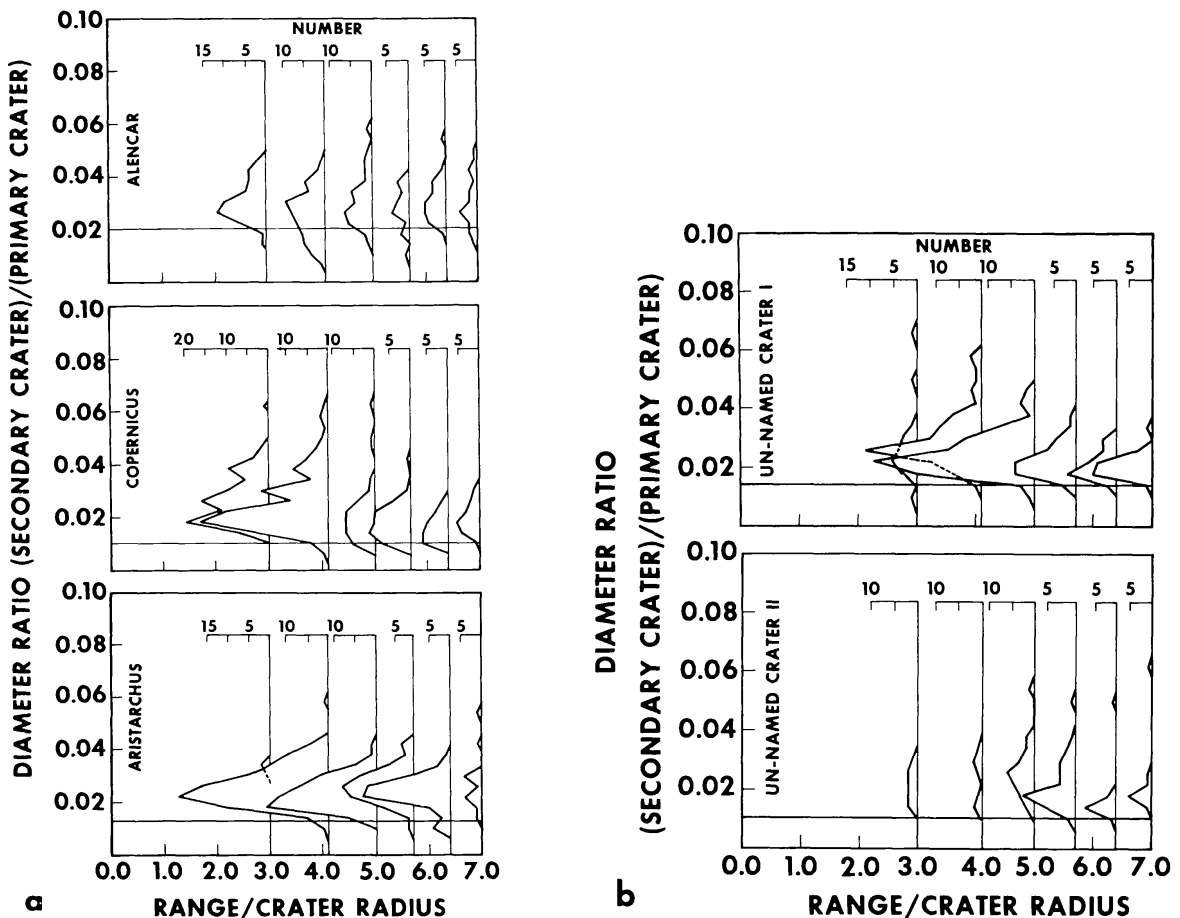 DIAMETER RATIO (SECONDARY CRATER)/(PRIMARY CRATER)
0.10
0.08
0.06
0.04
0.02
ALENCAR
NUMBER
15 5 10 10 5 5 5
0.10
0.08
0.06
0.04
0.02
COPERNICUS
20 10 10 10 5 5 5
0.10
0.08
0.06
0.04
0.02
ARISTARCHUS
15 5 10 10 5 5 5
0.0 1.0 2.0 3.0 4.0 5.0 6.0 7.0
RANGE/CRATER RADIUS
a
DIAMETER RATIO
(SECONDARY CRATER)/(PRIMARY CRATER)
0.10
0.08
0.06
0.04
0.02
UN-NAMED CRATER I
NUMBER
15 5 10 10 5 5 5
0.10
0.08
0.06
0.04
0.02
UN-NAMED CRATER II
10 10 10 5 5 5
0.0 1.0 2.0 3.0 4.0 5.0 6.0 7.0
RANGE/CRATER RADIUS
b